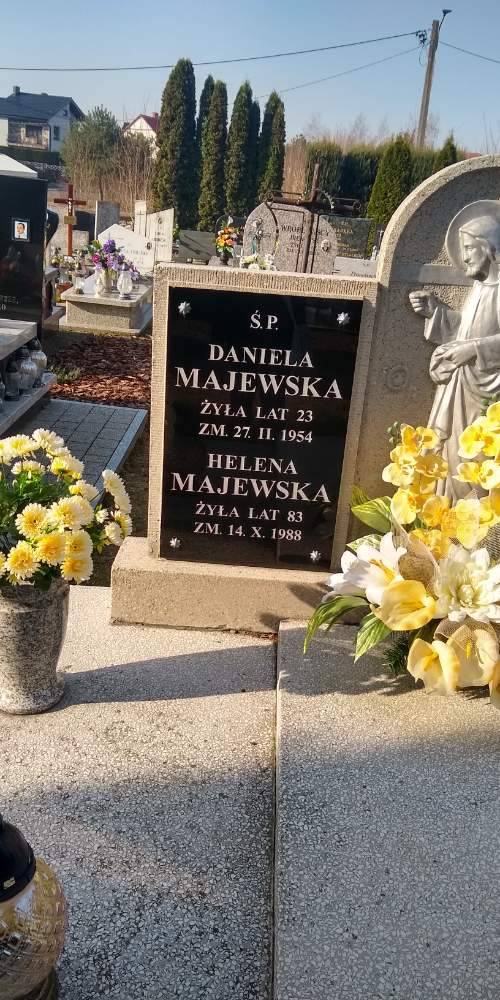 Ś.P.
DANIELA
MAJEWSKA
ŻYŁA LAT 23
ZM. 27. II. 1954
HELENA
MAJEWSKA
ŻYŁA LAT 83
ZM. 14. X. 1988